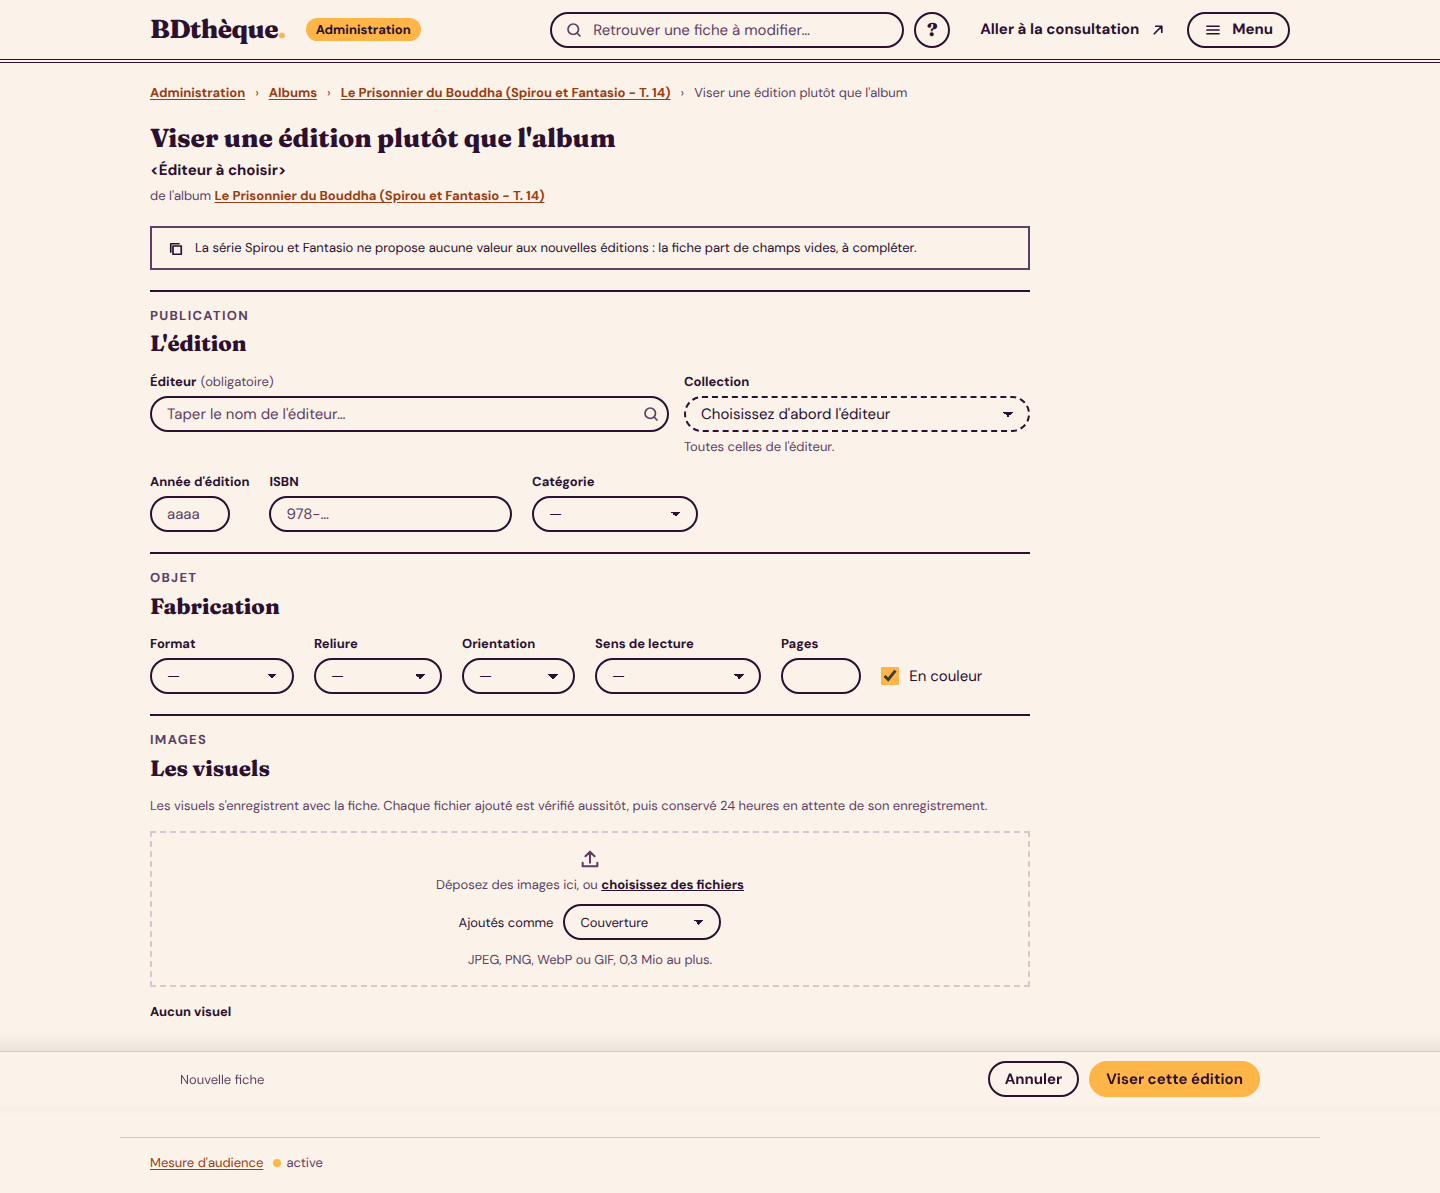 BDthèque. Administration Retrouver une fiche à modifier... ? Aller à la consultation Menu
Administration › Albums › Le Prisonnier du Bouddha (Spirou et Fantasio - T. 14) › Viser une édition plutôt que l'album
Viser une édition plutôt que l'album
<Éditeur à choisir>
de l'album Le Prisonnier du Bouddha (Spirou et Fantasio - T. 14)
La série Spirou et Fantasio ne propose aucune valeur aux nouvelles éditions : la fiche part de champs vides, à compléter.
PUBLICATION
L'édition
Éditeur (obligatoire) Collection
Taper le nom de l'éditeur... Choisissez d'abord l'éditeur
Toutes celles de l'éditeur.
Année d'édition ISBN Catégorie
aaaa 978-... —
OBJET
Fabrication
Format Reliure Orientation Sens de lecture Pages
— — — — En couleur
IMAGES
Les visuels
Les visuels s'enregistrent avec la fiche. Chaque fichier ajouté est vérifié aussitôt, puis conservé 24 heures en attente de son enregistrement.
Déposez des images ici, ou choisissez des fichiers
Ajoutés comme Couverture
JPEG, PNG, WebP ou GIF, 0,3 Mio au plus.
Aucun visuel
Nouvelle fiche Annuler Viser cette édition
Mesure d'audience active